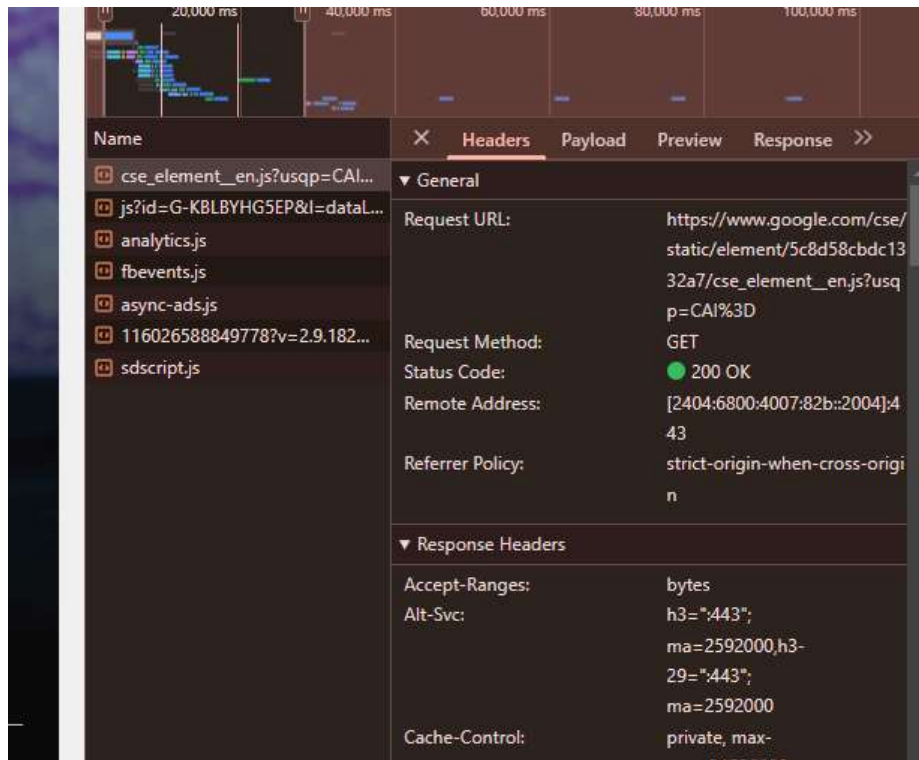 20,000 ms 40,000 ms 60,000 ms 80,000 ms 100,000 ms
Name
Headers Payload Preview Response
cse_element__en.js?usqp=CAI...
js?id=G-KBLBYHG5EP&l=dataL...
analytics.js
fbevents.js
async-ads.js
116026588849778?v=2.9.182...
sdscript.js
General
Request URL: https://www.google.com/cse/
static/element/5c8d58cbdc13
32a7/cse_element__en.js?usq
p=CAI%3D
Request Method: GET
Status Code: 200 OK
Remote Address: [2404:6800:4007:82b::2004]:4
43
Referrer Policy: strict-origin-when-cross-origi
n
Response Headers
Accept-Ranges: bytes
Alt-Svc: h3=":443";
ma=2592000,h3-
29=":443";
ma=2592000
Cache-Control: private, max-